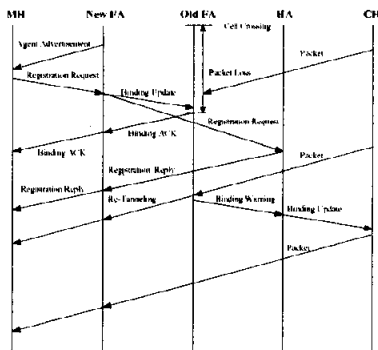 MH New FA Old FA HA CH
Cell Crossing
Agent Advertisement
Packet
Registration Request
Packet Loss
Binding Update
Registration Request
Binding ACK
Binding ACK
Packet
Registration Reply
Registration Reply
Re-Tunneling
Binding Warning
Binding Update
Packet